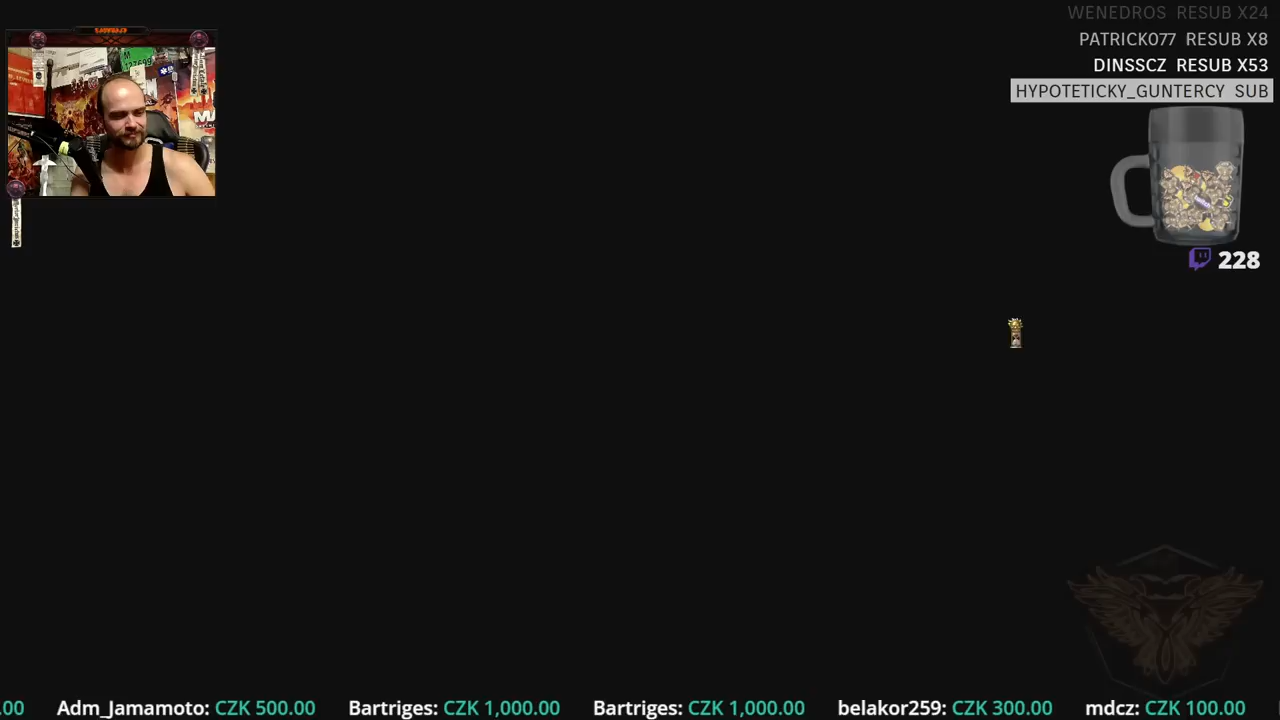 WENEDROS RESUB X24
PATRICK077 RESUB X8
DINSSCZ RESUB X53
HYPOTETICKY_GUNTERCY SUB
228
.00 Adm_Jamamoto: CZK 500.00 Bartriges: CZK 1,000.00 Bartriges: CZK 1,000.00 belakor259: CZK 300.00 mdcz: CZK 100.00